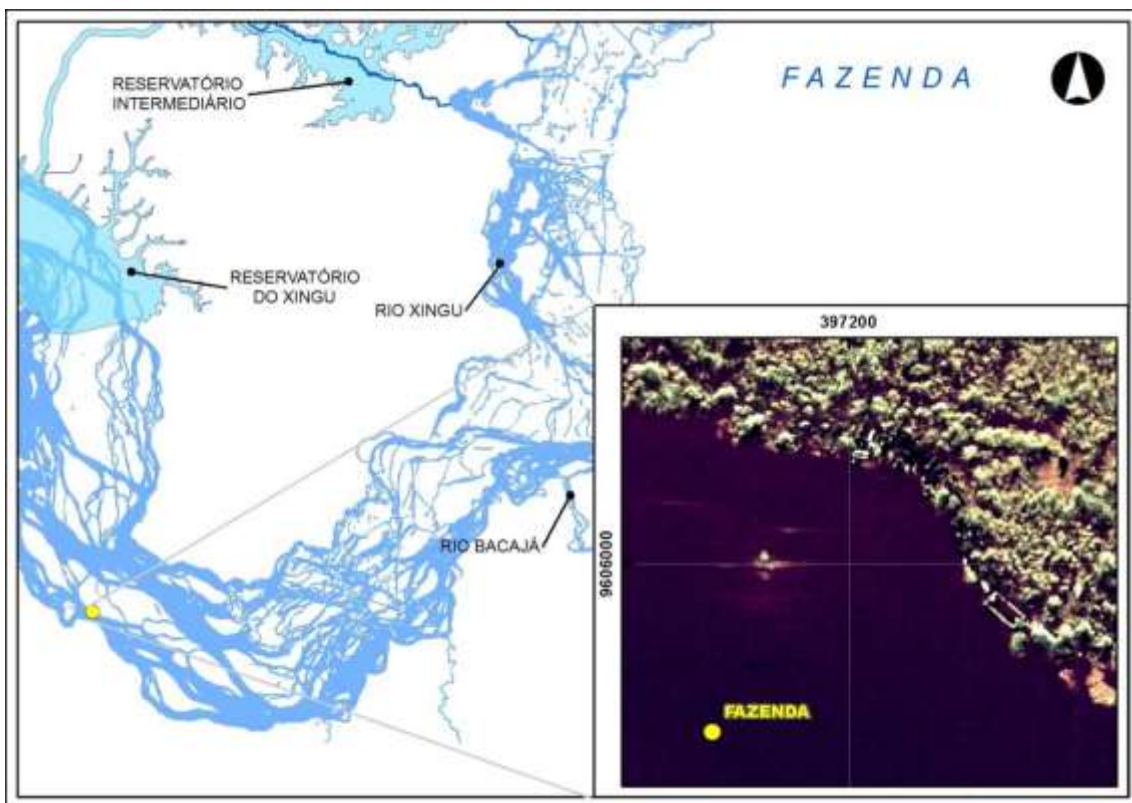 FAZENDA
RESERVATÓRIO
INTERMEDIÁRIO
RESERVATÓRIO
DO XINGU
RIO XINGU
RIO BACAJÁ
397200
9606000
FAZENDA